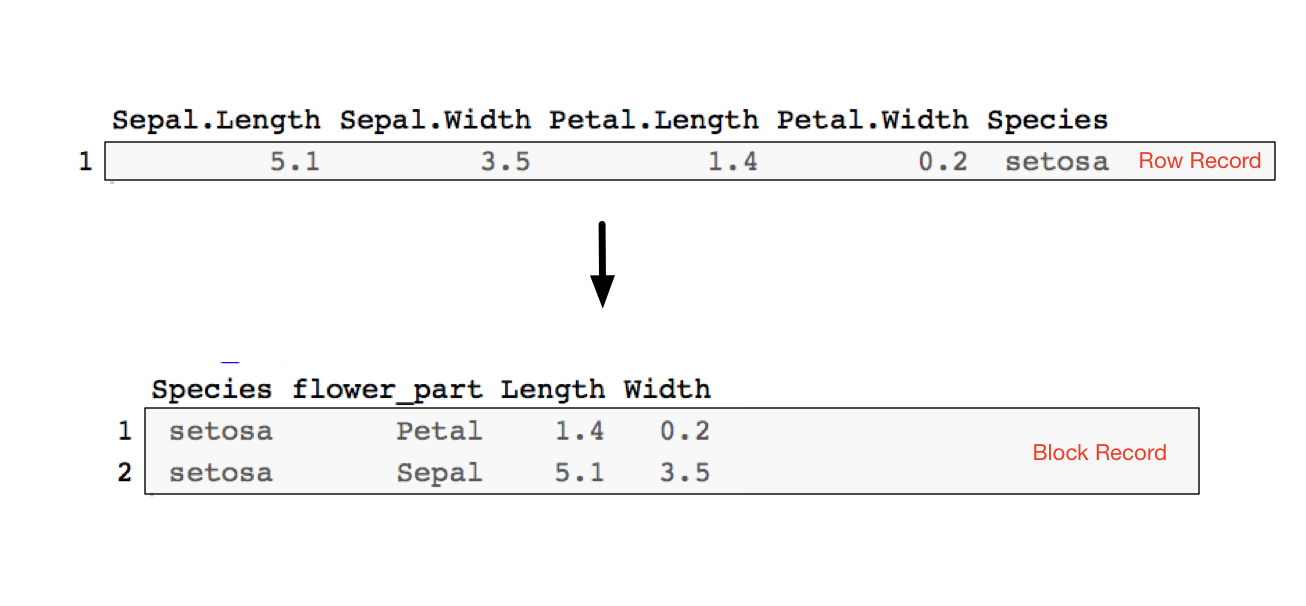 Sepal.Length Sepal.Width Petal.Length Petal.Width Species
1 5.1 3.5 1.4 0.2 setosa Row Record
Species flower_part Length Width
1 setosa Petal 1.4 0.2
Block Record
2 setosa Sepal 5.1 3.5